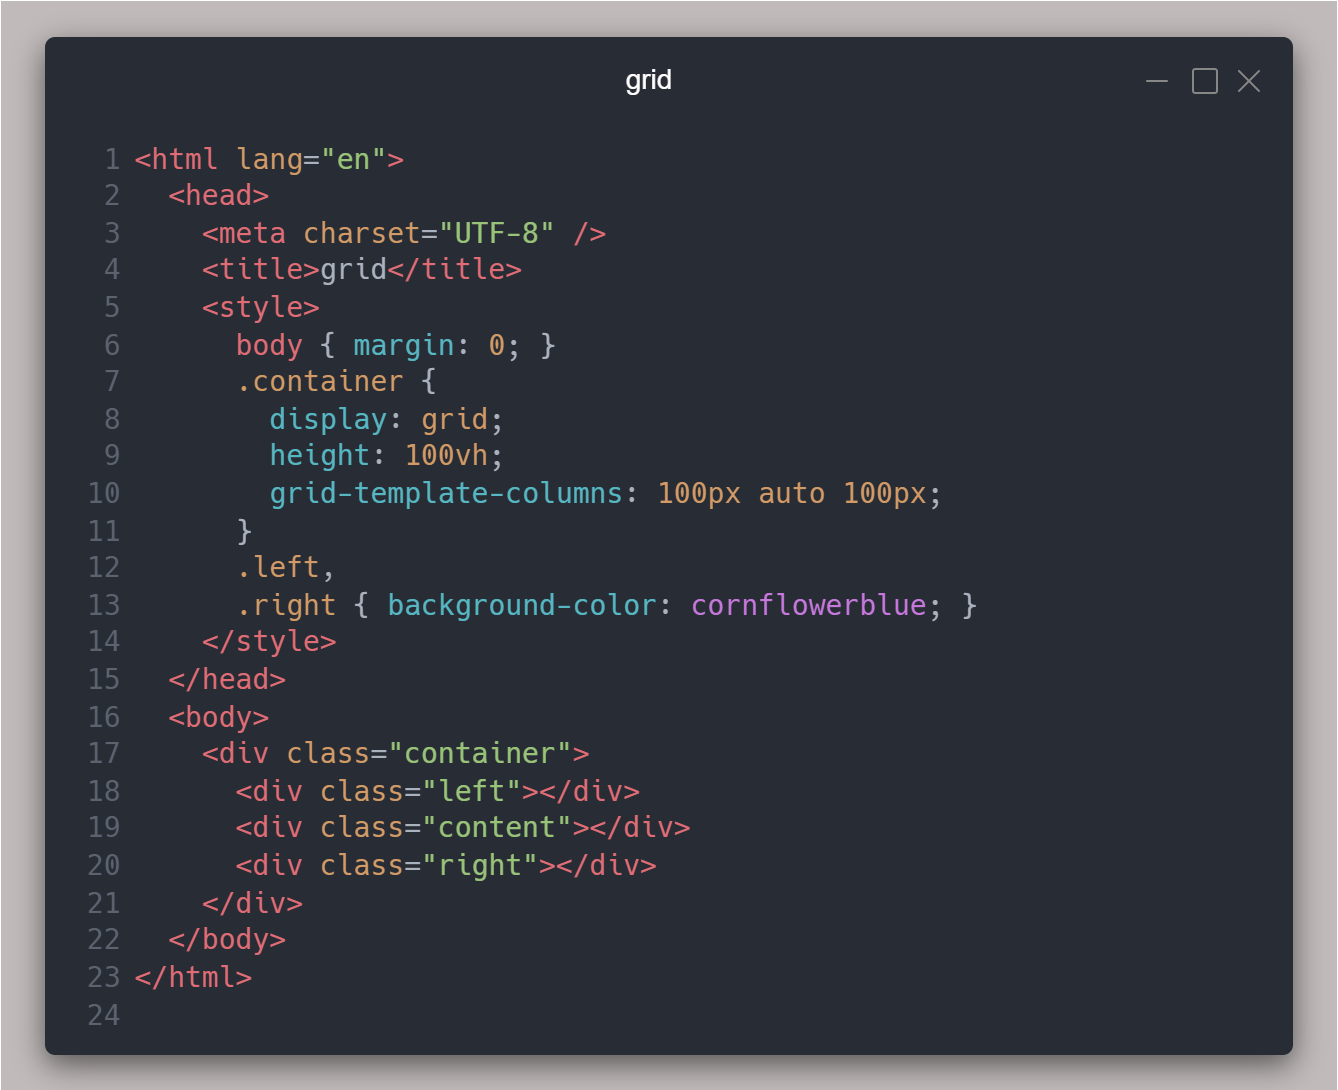 grid
1 <html lang="en">
2   <head>
3     <meta charset="UTF-8" />
4     <title>grid</title>
5     <style>
6       body { margin: 0; }
7       .container {
8         display: grid;
9         height: 100vh;
10         grid-template-columns: 100px auto 100px;
11       }
12       .left,
13       .right { background-color: cornflowerblue; }
14     </style>
15   </head>
16   <body>
17     <div class="container">
18       <div class="left"></div>
19       <div class="content"></div>
20       <div class="right"></div>
21     </div>
22   </body>
23 </html>
24